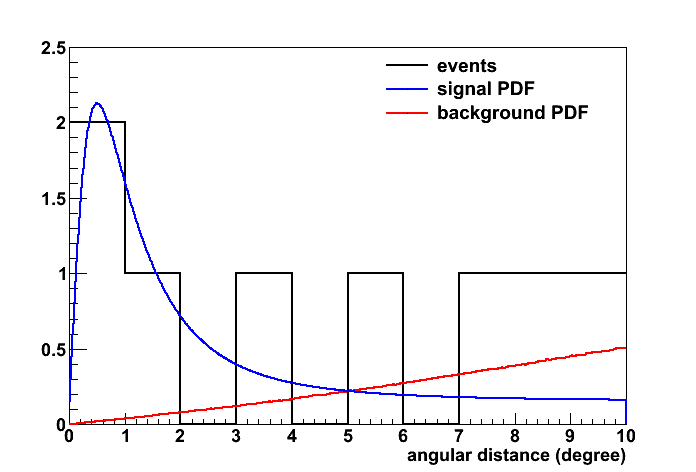 2.5
events
signal PDF
background PDF
2
1.5
1
0.5
0
0 1 2 3 4 5 6 7 8 9 10
angular distance (degree)